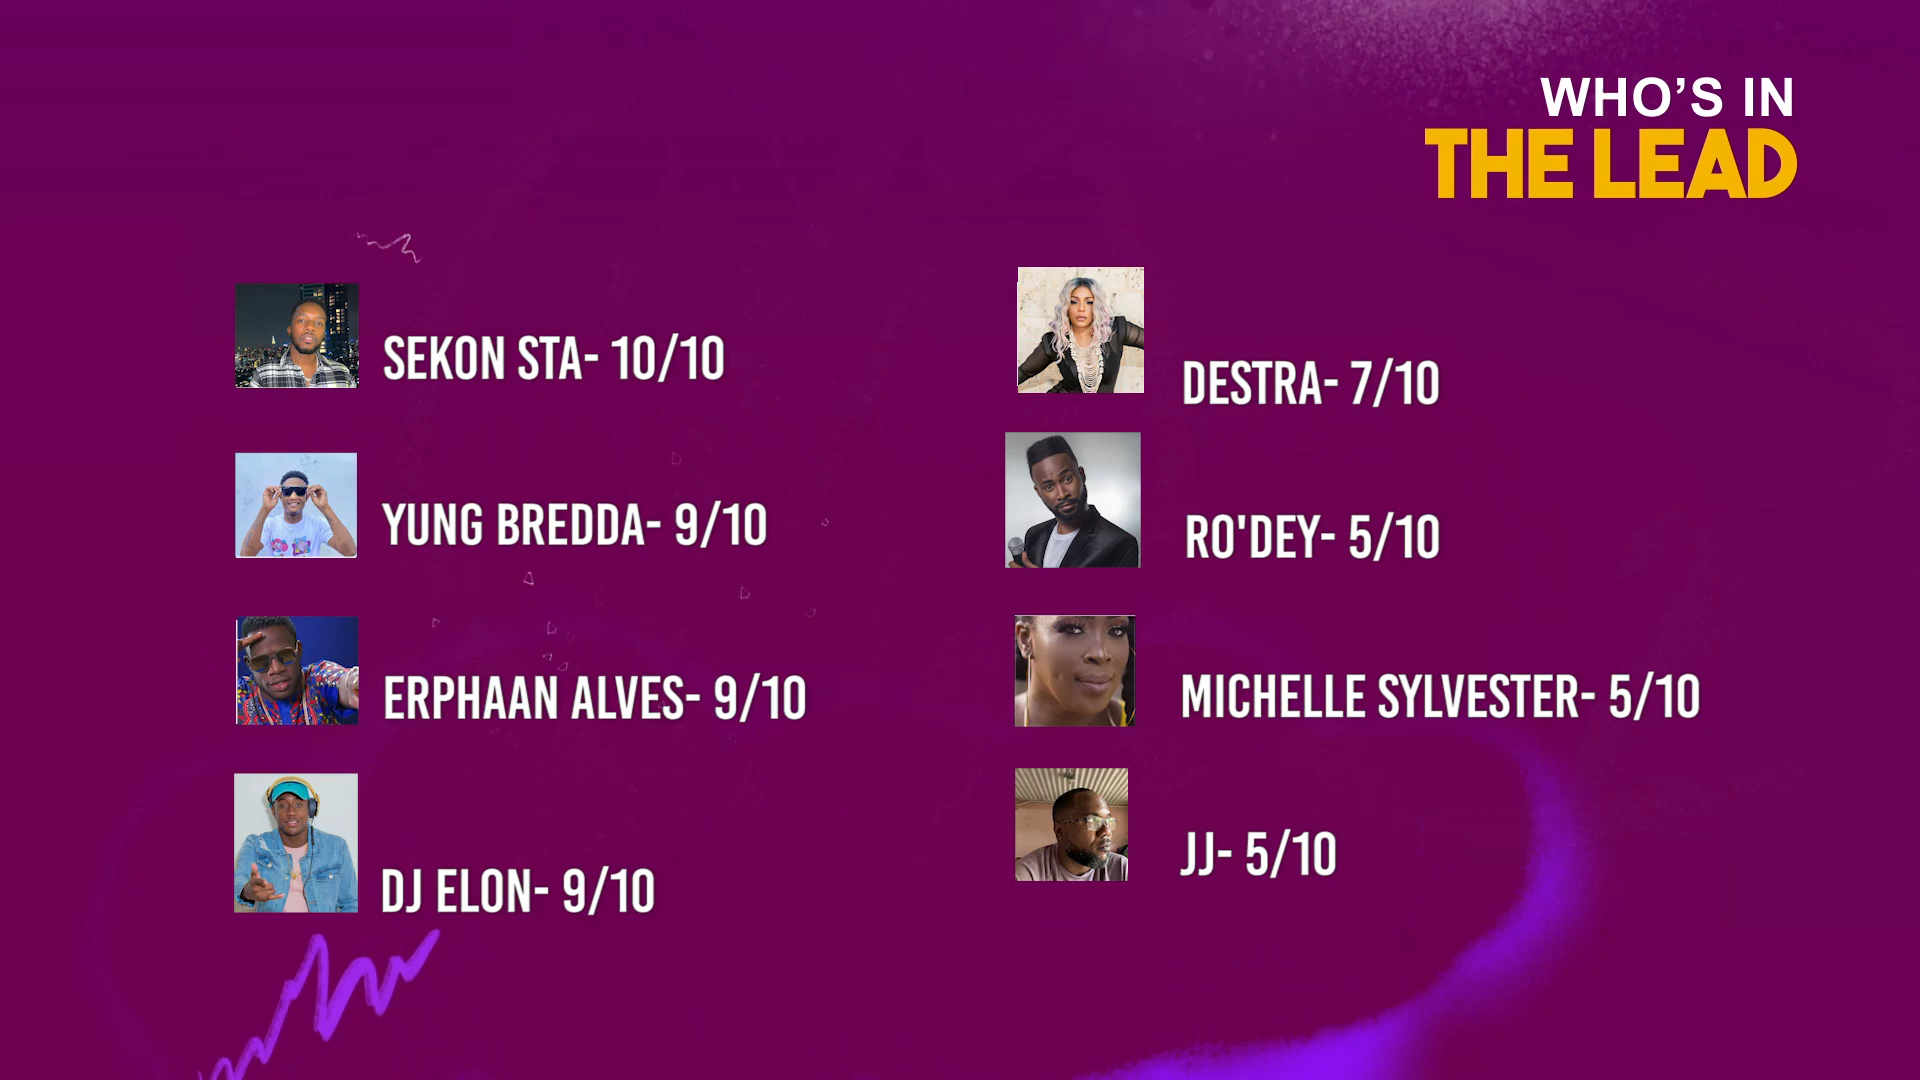 WHO'S IN
THE LEAD
SEKON STA- 10/10
YUNG BREDDA- 9/10
ERPHAAN ALVES- 9/10
DJ ELON- 9/10
DESTRA- 7/10
RO'DEY- 5/10
MICHELLE SYLVESTER- 5/10
JJ- 5/10